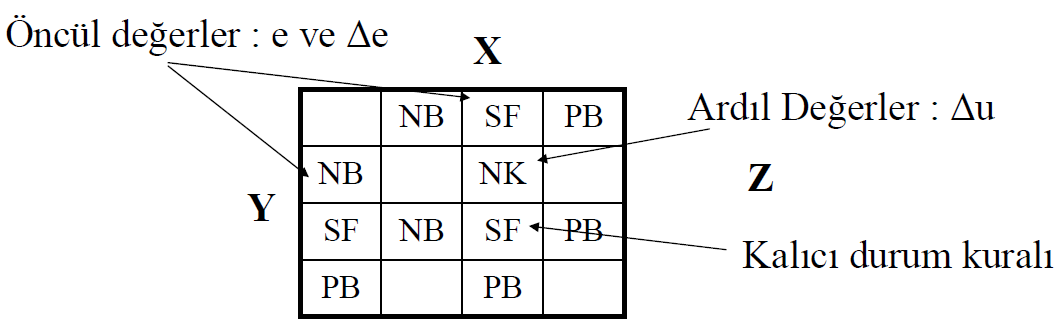 Öncül değerler : e ve Δe
X
NB SF PB
Ardıl Değerler : Δu
NB NK
Z
Y
SF NB SF PB
Kalıcı durum kuralı
PB PB